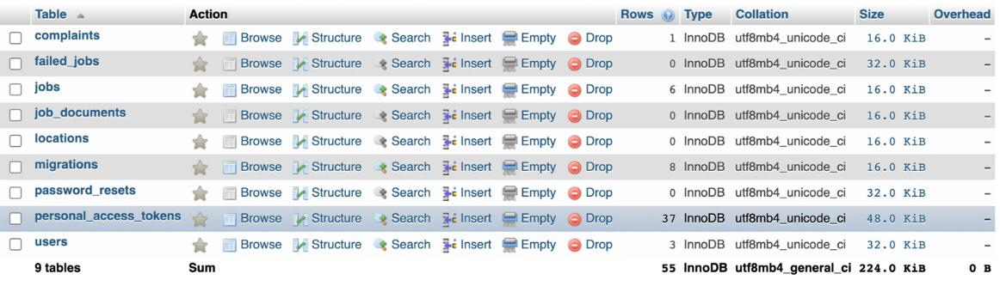 Table Action Rows Type Collation Size Overhead
complaints Browse Structure Search Insert Empty Drop 1 InnoDB utf8mb4_unicode_ci 16.0 KiB –
failed_jobs Browse Structure Search Insert Empty Drop 0 InnoDB utf8mb4_unicode_ci 32.0 KiB –
jobs Browse Structure Search Insert Empty Drop 6 InnoDB utf8mb4_unicode_ci 16.0 KiB –
job_documents Browse Structure Search Insert Empty Drop 0 InnoDB utf8mb4_unicode_ci 16.0 KiB –
locations Browse Structure Search Insert Empty Drop 0 InnoDB utf8mb4_unicode_ci 16.0 KiB –
migrations Browse Structure Search Insert Empty Drop 8 InnoDB utf8mb4_unicode_ci 16.0 KiB –
password_resets Browse Structure Search Insert Empty Drop 0 InnoDB utf8mb4_unicode_ci 32.0 KiB –
personal_access_tokens Browse Structure Search Insert Empty Drop 37 InnoDB utf8mb4_unicode_ci 48.0 KiB –
users Browse Structure Search Insert Empty Drop 3 InnoDB utf8mb4_unicode_ci 32.0 KiB –
9 tables Sum 55 InnoDB utf8mb4_general_ci 224.0 KiB 0 B